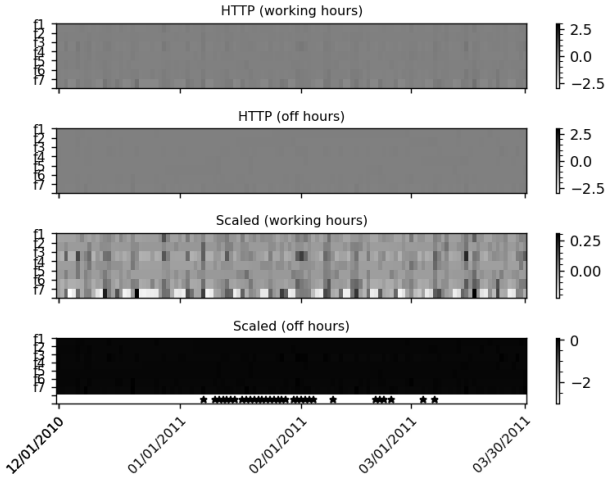 HTTP (working hours)
f1
f2
f3
f4
f5
f6
f7
2.5
0.0
−2.5
HTTP (off hours)
f1
f2
f3
f4
f5
f6
f7
2.5
0.0
−2.5
Scaled (working hours)
f1
f2
f3
f4
f5
f6
f7
0.25
0.00
Scaled (off hours)
f1
f2
f3
f4
f5
f6
f7
0
−2
12/01/2010
01/01/2011
02/01/2011
03/01/2011
03/30/2011